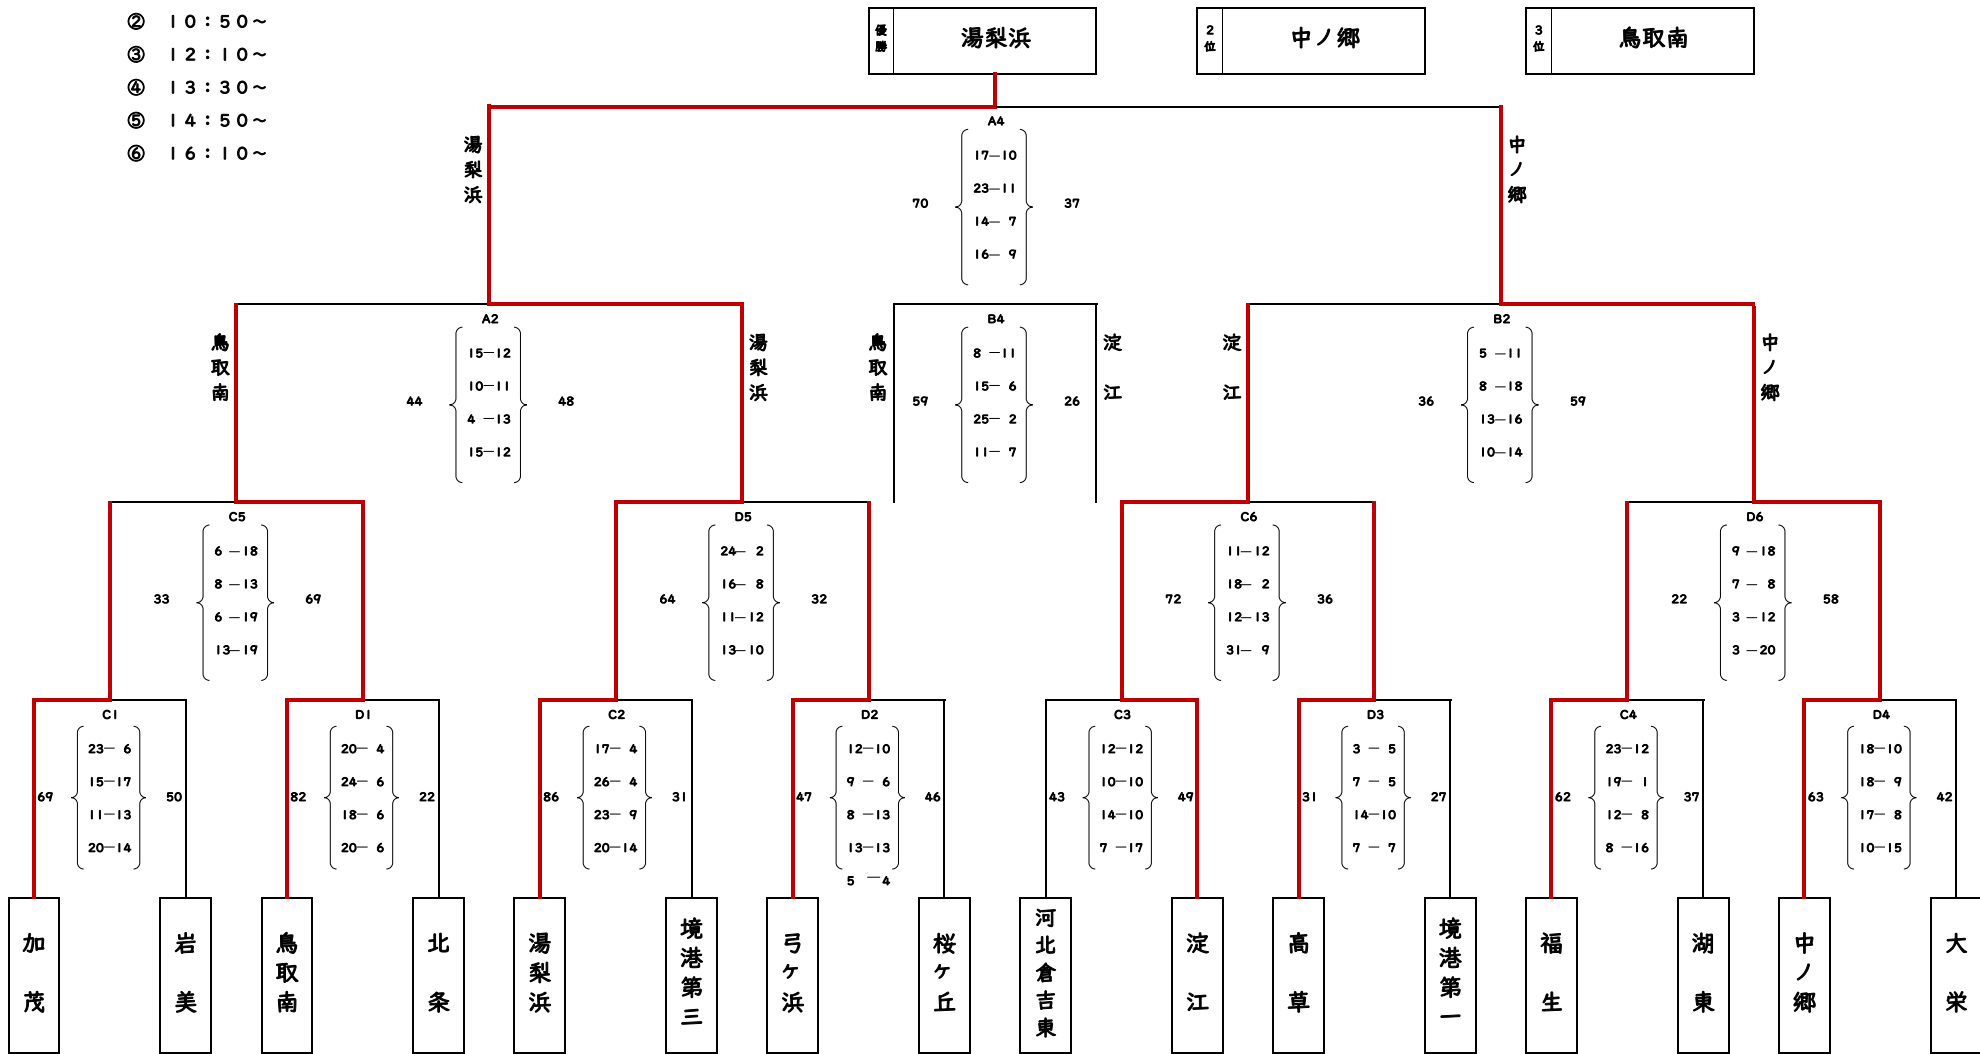 ② 10:50~
③ 12:10~
④ 13:30~
⑤ 14:50~
⑥ 16:10~
優勝 湯梨浜
2位 中ノ郷
3位 鳥取南
湯梨浜
中ノ郷
A4
70
17—10
23—11
14— 7
16— 9
37
鳥取南
湯梨浜
A2
44
15—12
10—11
4 —13
15—12
48
鳥取南
淀江
B4
59
8 —11
15— 6
25— 2
11— 7
26
淀江
中ノ郷
B2
36
5 —11
8 —18
13—16
10—14
59
C5
33
6 —18
8 —13
6 —19
13—19
69
D5
64
24— 2
16— 8
11—12
13—10
32
C6
72
11—12
18— 2
12—13
31— 9
36
D6
22
9 —18
7 — 8
3 —12
3 —20
58
C1
69
23— 6
15—17
11—13
20—14
50
D1
82
20— 4
24— 6
18— 6
20— 6
22
C2
86
17— 4
26— 4
23— 9
20—14
31
D2
47
12—10
9 — 6
8 —13
13—13
5 —4
46
C3
43
12—12
10—10
14—10
7 —17
49
D3
31
3 — 5
7 — 5
14—10
7 — 7
27
C4
62
23—12
19— 1
12— 8
8 —16
37
D4
63
18—10
18— 9
17— 8
10—15
42
加茂
岩美
鳥取南
北条
湯梨浜
境港第三
弓ケ浜
桜ケ丘
河北倉吉東
淀江
高草
境港第一
福生
湖東
中ノ郷
大栄